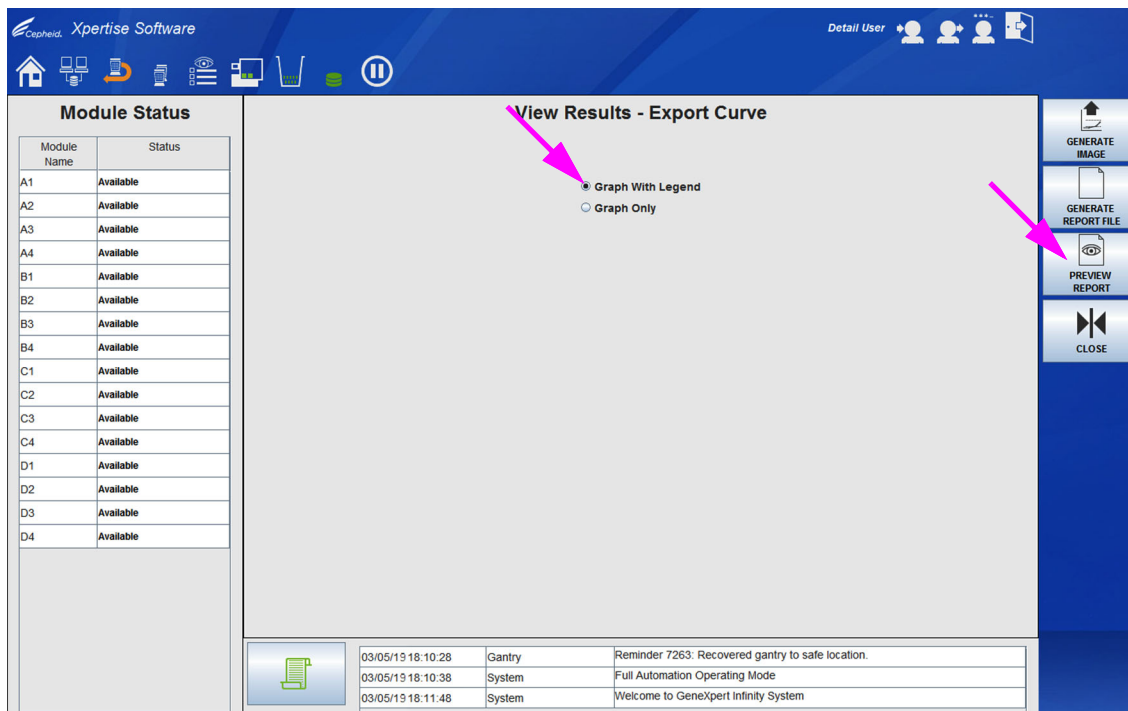 Cepheid. Xpertise Software
Detail User
Module Status
Module Name Status
A1 Available
A2 Available
A3 Available
A4 Available
B1 Available
B2 Available
B3 Available
B4 Available
C1 Available
C2 Available
C3 Available
C4 Available
D1 Available
D2 Available
D3 Available
D4 Available
View Results - Export Curve
Graph With Legend
Graph Only
GENERATE
IMAGE
GENERATE
REPORT FILE
PREVIEW
REPORT
CLOSE
03/05/19 18:10:28 Gantry Reminder 7263: Recovered gantry to safe location.
03/05/19 18:10:38 System Full Automation Operating Mode
03/05/19 18:11:48 System Welcome to GeneXpert Infinity System